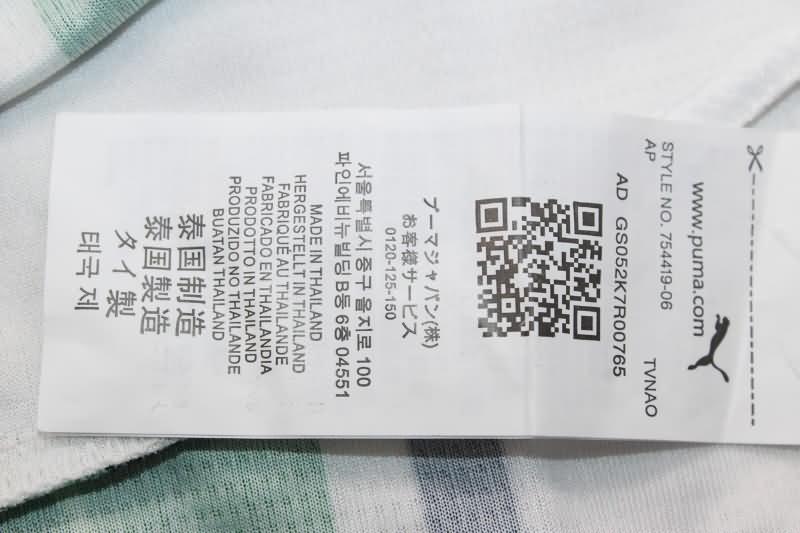 www.puma.com
STYLE NO. 754419-06
AP
AD GS052K7R00765 TVNAO
プーマジャパン(株)
お客様サービス
0120-125-150
서울특별시 중구 을지로 100
파인에비뉴빌딩 B동 6층 04551
MADE IN THAILAND
HERGESTELLT IN THAILAND
FABRIQUÉ AU THAILANDE
FABRICADO EN THAILANDIA
PRODOTTO IN THAILAND
PRODUZIDO NO THAILANDE
BUATAN THAILAND
泰国制造
泰國製造
タイ製
태국 제